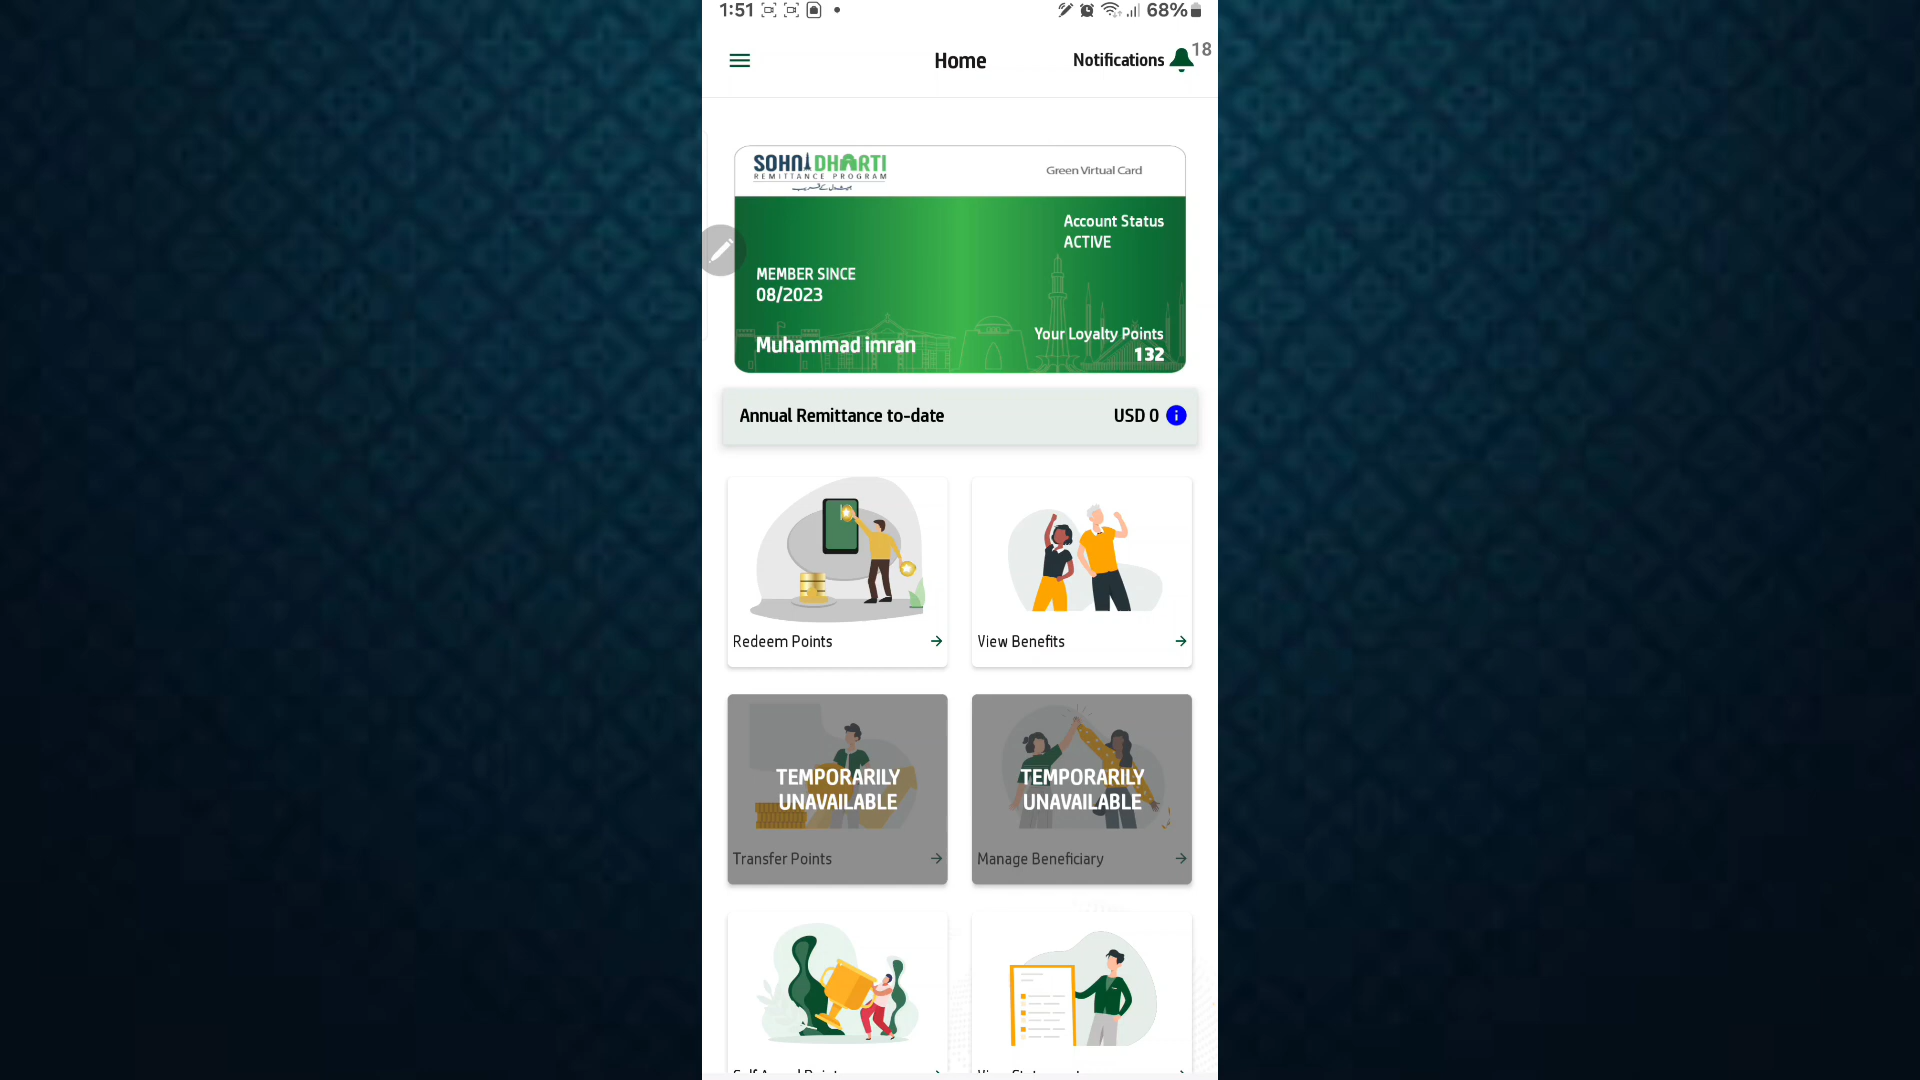 1:51
68%
Home
Notifications
18
SOHNI DHARTI
REMITTANCE PROGRAM
Green Virtual Card
Account Status
ACTIVE
MEMBER SINCE
08/2023
Your Loyalty Points
132
Muhammad imran
Annual Remittance to-date
USD 0
Redeem Points
View Benefits
TEMPORARILY
UNAVAILABLE
Transfer Points
TEMPORARILY
UNAVAILABLE
Manage Beneficiary